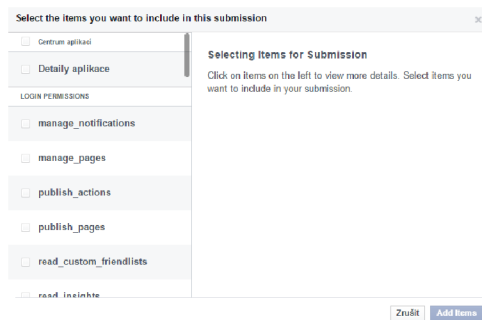 Select the items you want to include in this submission
Centrum aplikací
Detaily aplikace
LOGIN PERMISSIONS
manage_notifications
manage_pages
publish_actions
publish_pages
read_custom_friendlists
read_insights
Selecting Items for Submission
Click on items on the left to view more details. Select items you
want to include in your submission.
Zrušit
Add Items